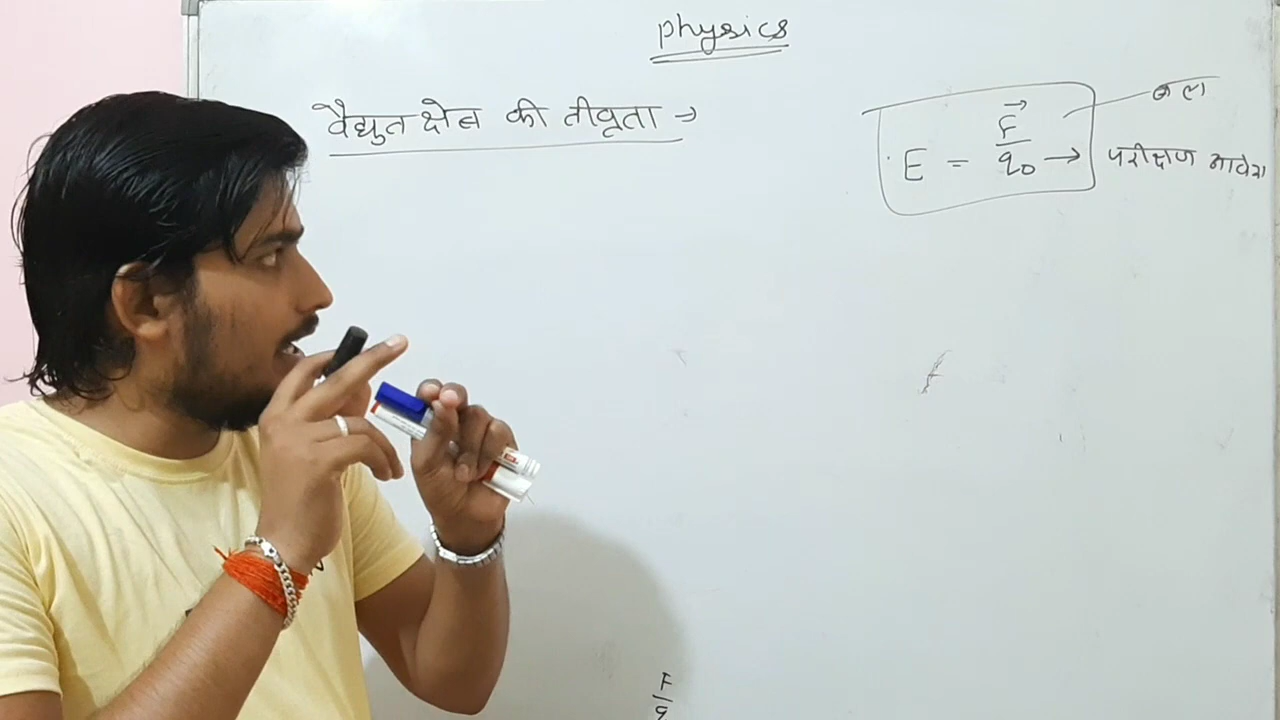 physics
वैद्युत क्षेत्र की तीव्रता →
E = F⃗/q₀ → परीक्षण आवेश
बल
F/q